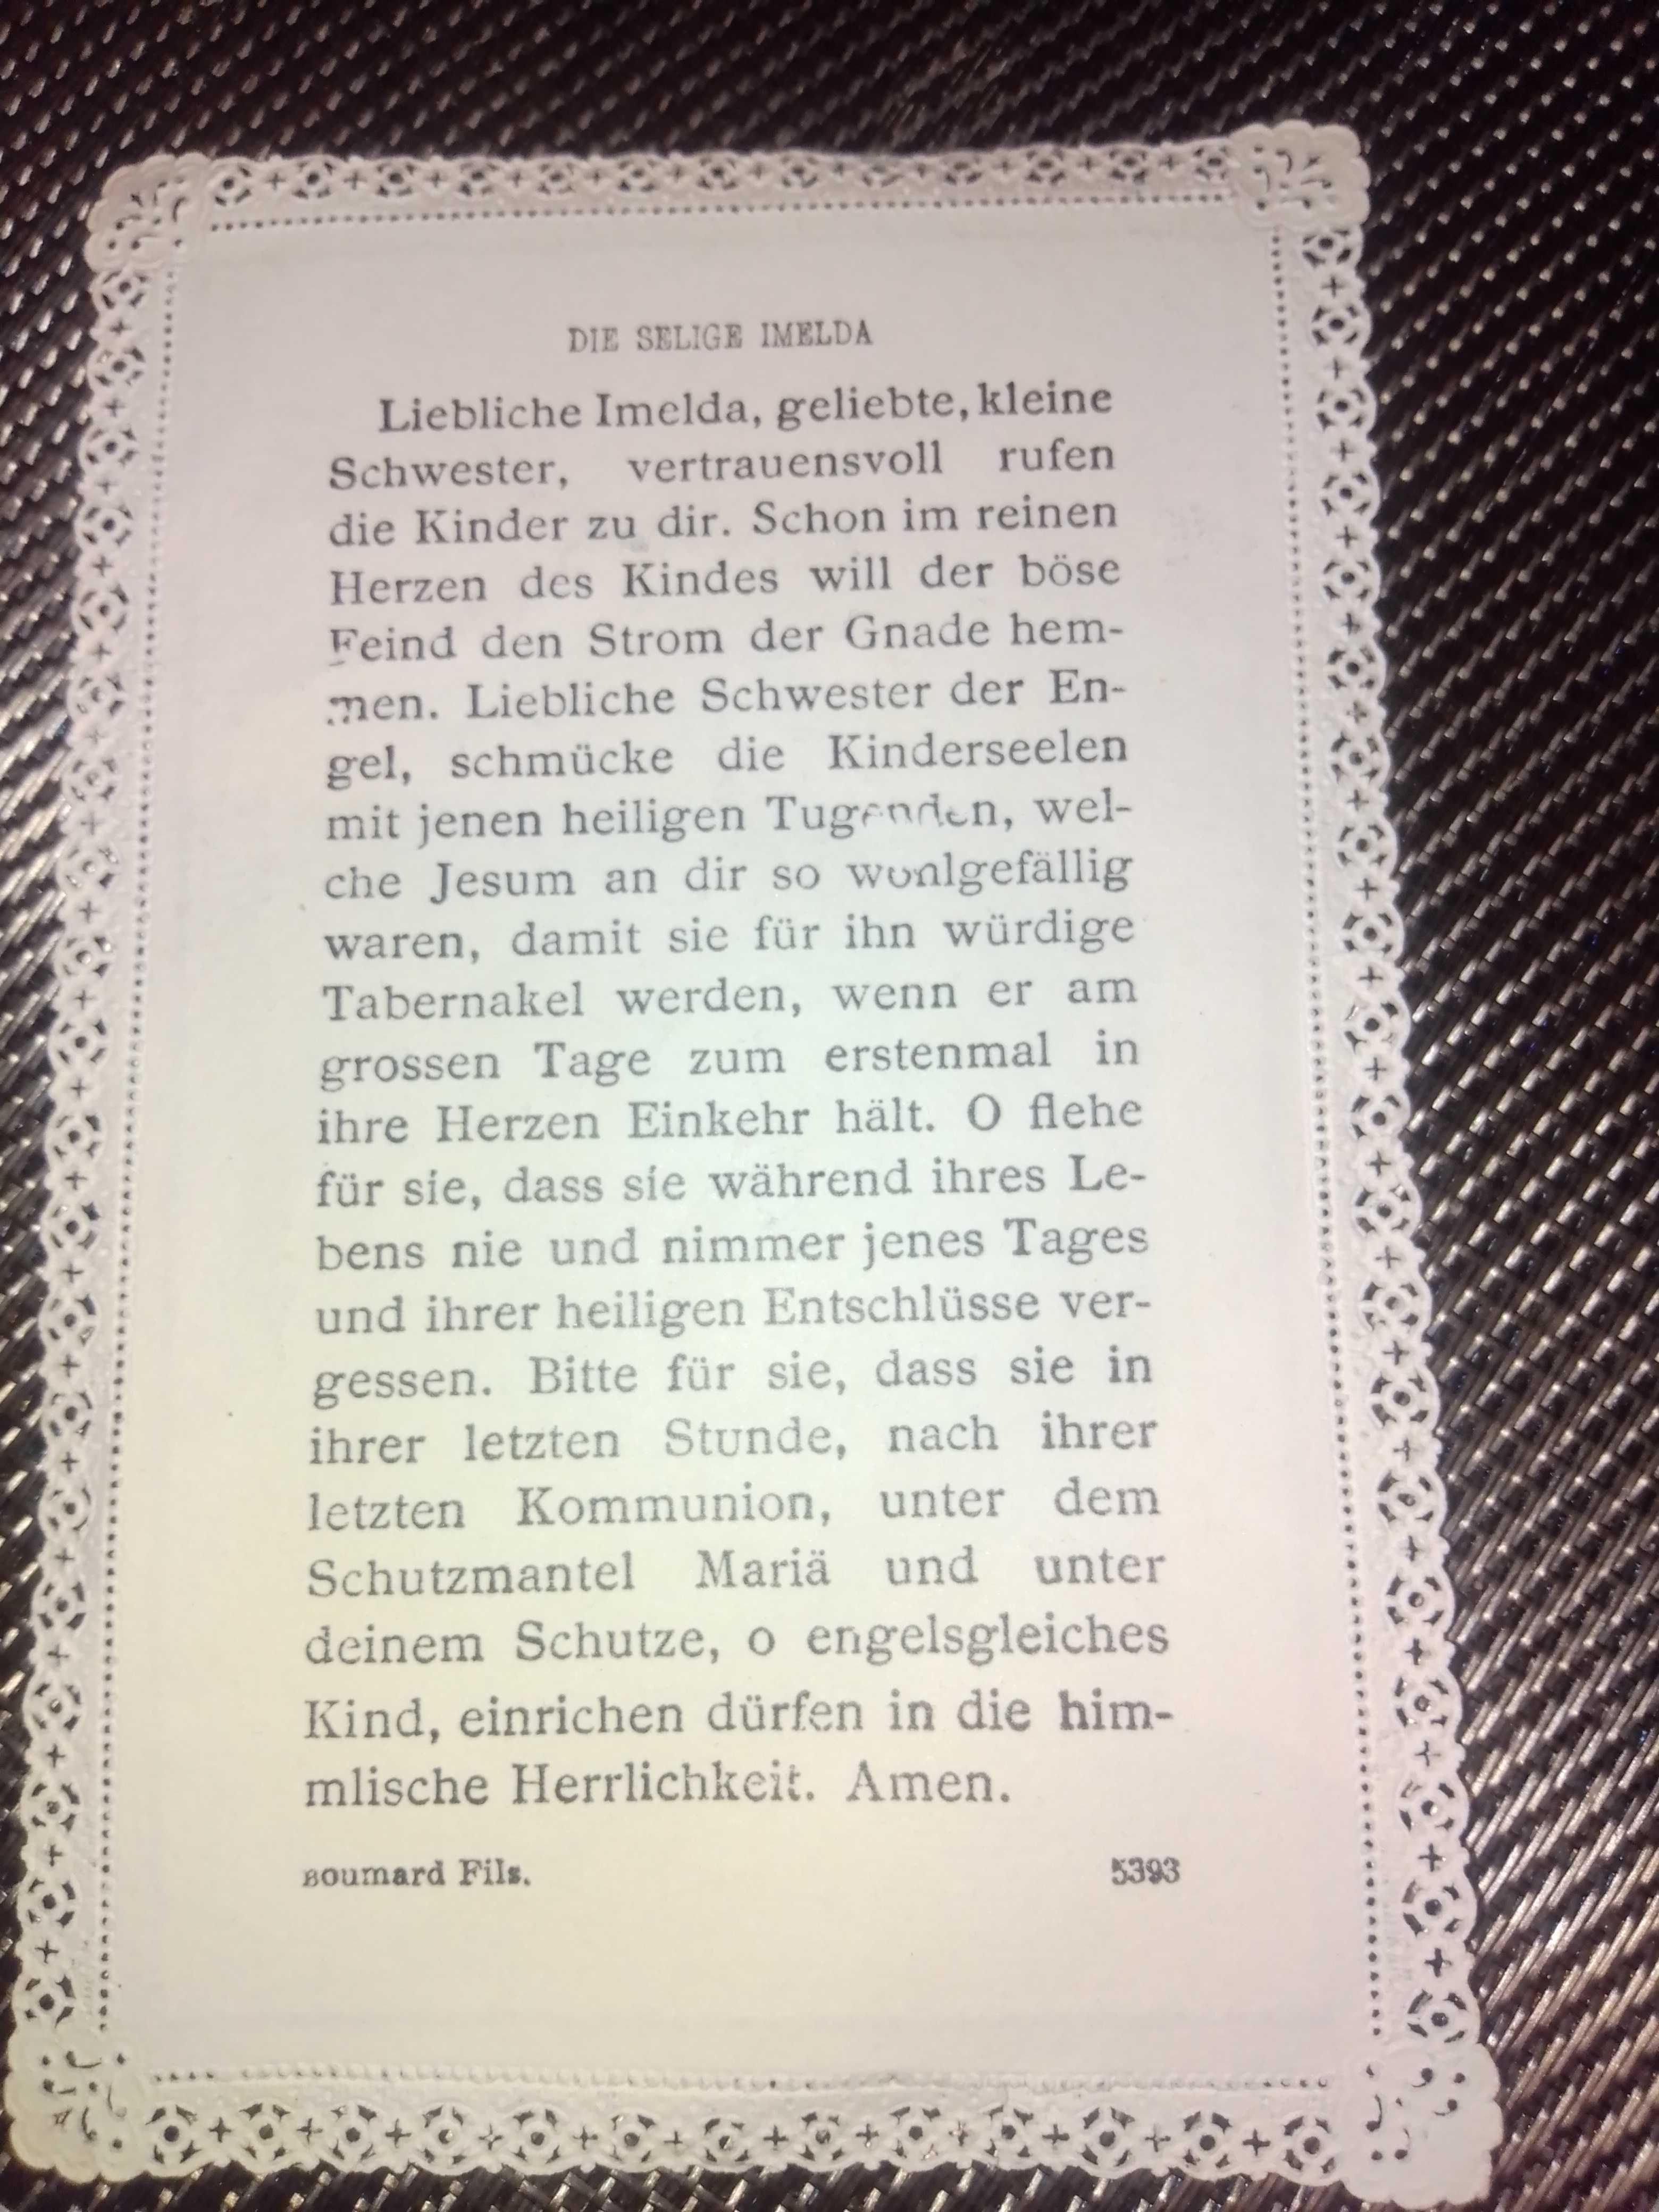 DIE SELIGE IMELDA
Liebliche Imelda, geliebte, kleine
Schwester, vertrauensvoll rufen
die Kinder zu dir. Schon im reinen
Herzen des Kindes will der böse
Feind den Strom der Gnade hem-
men. Liebliche Schwester der En-
gel, schmücke die Kinderseelen
mit jenen heiligen Tugenden, wel-
che Jesum an dir so wohlgefällig
waren, damit sie für ihn würdige
Tabernakel werden, wenn er am
grossen Tage zum erstenmal in
ihre Herzen Einkehr hält. O flehe
für sie, dass sie während ihres Le-
bens nie und nimmer jenes Tages
und ihrer heiligen Entschlüsse ver-
gessen. Bitte für sie, dass sie in
ihrer letzten Stunde, nach ihrer
letzten Kommunion, unter dem
Schutzmantel Mariä und unter
deinem Schutze, o engelsgleiches
Kind, einrichen dürfen in die him-
mlische Herrlichkeit. Amen.
Boumard Fils. 5393